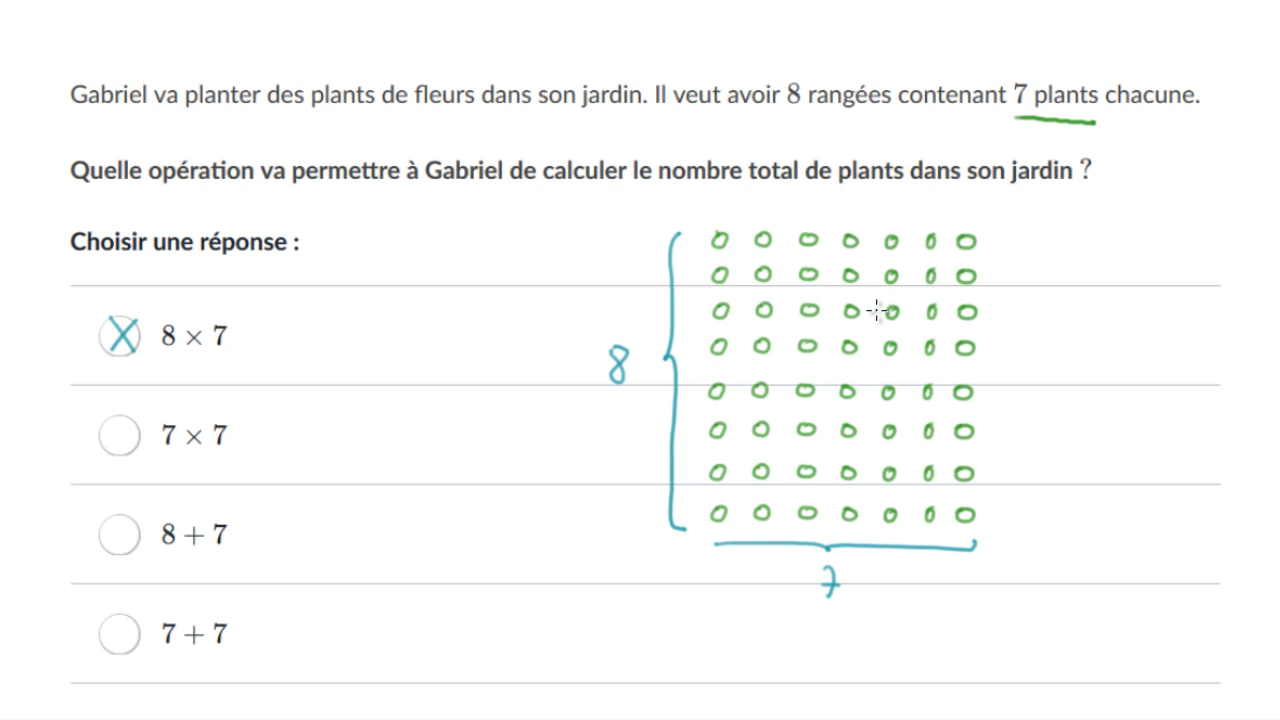 Gabriel va planter des plants de fleurs dans son jardin. Il veut avoir 8 rangées contenant 7 plants chacune.
Quelle opération va permettre à Gabriel de calculer le nombre total de plants dans son jardin ?
Choisir une réponse :
X 8 × 7
7 × 7
8 + 7
7 + 7
8
7